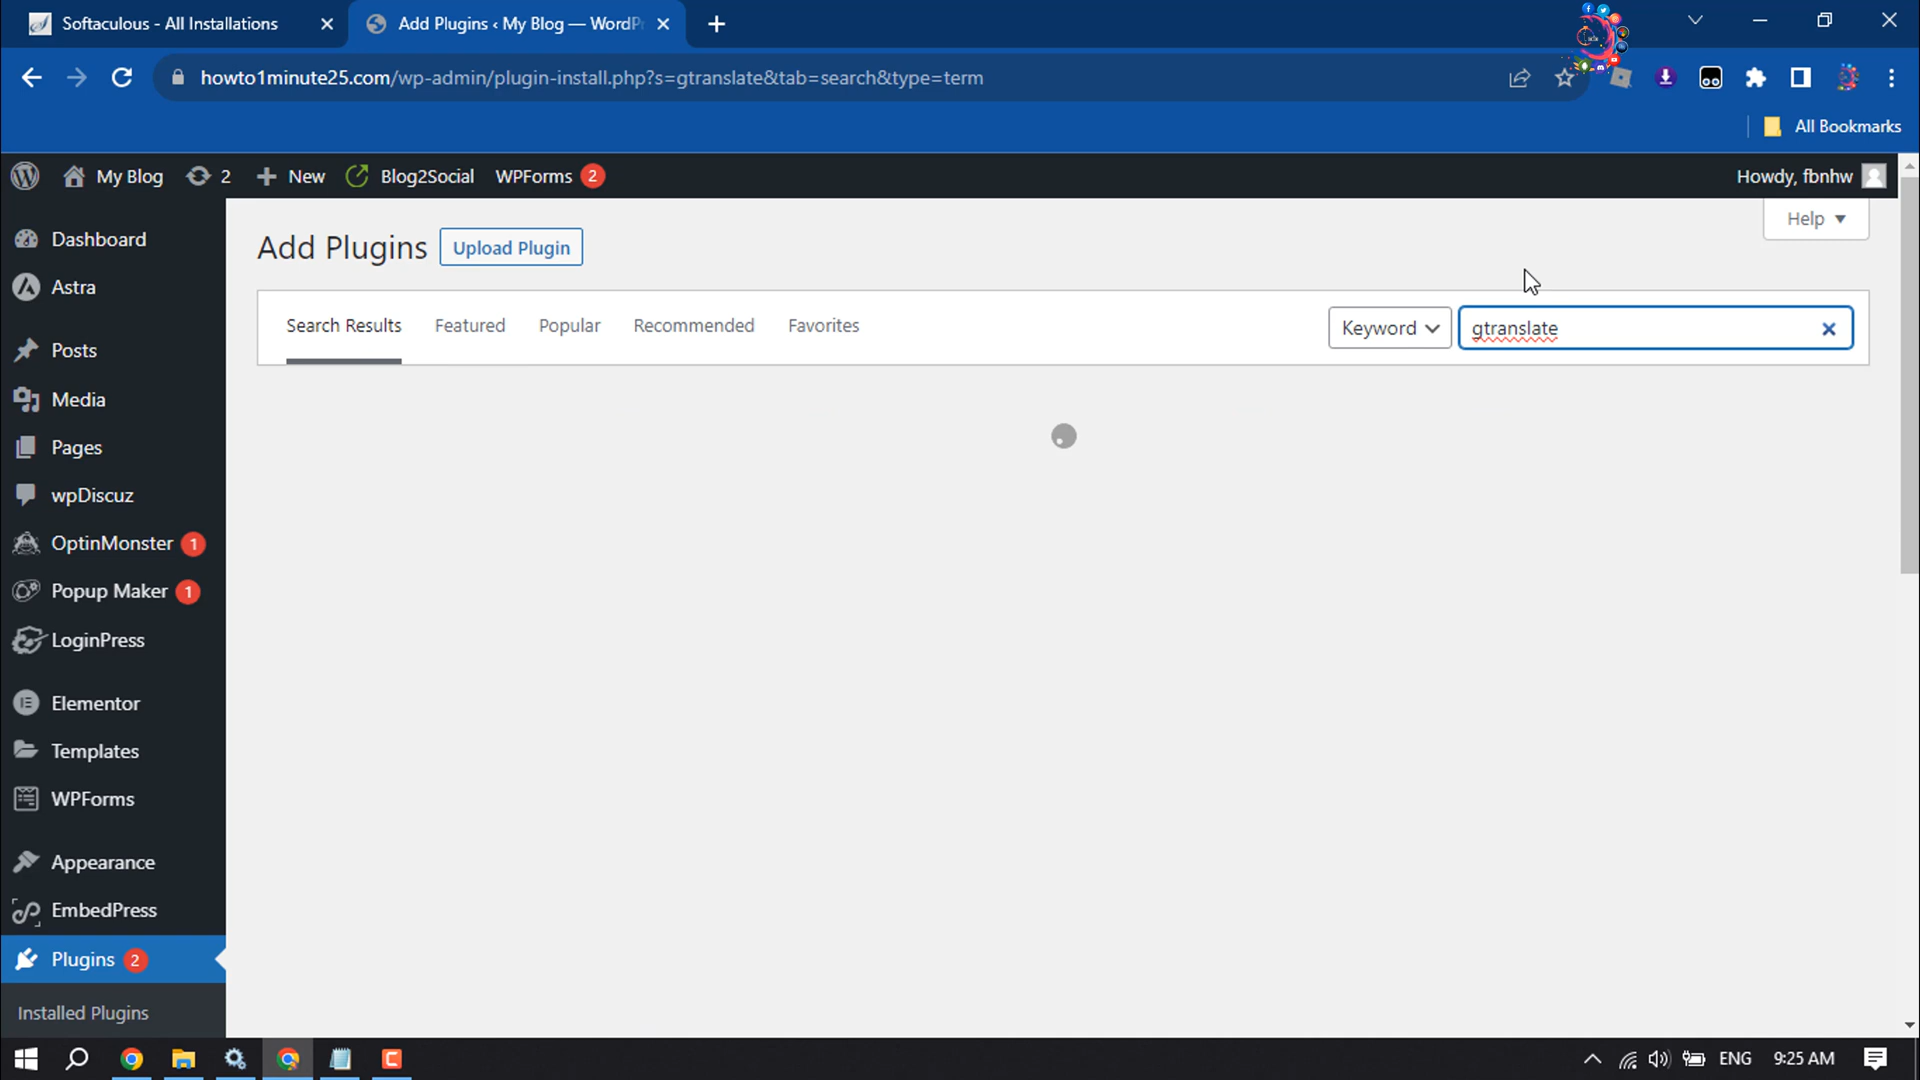 Softaculous - All Installations
Add Plugins ‹ My Blog — WordPr
howto1minute25.com/wp-admin/plugin-install.php?s=gtranslate&tab=search&type=term
All Bookmarks
My Blog 2 New Blog2Social WPForms 2
Howdy, fbnhw
Help
Dashboard
Astra
Posts
Media
Pages
wpDiscuz
OptinMonster 1
Popup Maker 1
LoginPress
Elementor
Templates
WPForms
Appearance
EmbedPress
Plugins 2
Installed Plugins
Add Plugins Upload Plugin
Search Results Featured Popular Recommended Favorites
Keyword gtranslate
ENG 9:25 AM